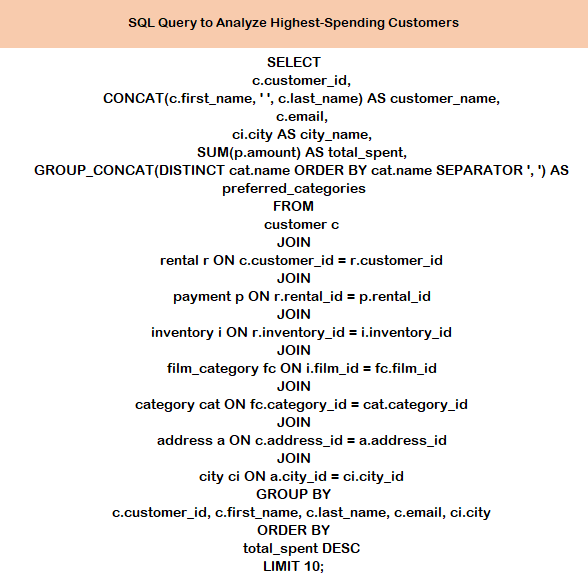 SQL Query to Analyze Highest-Spending Customers
SELECT
c.customer_id,
CONCAT(c.first_name, ' ', c.last_name) AS customer_name,
c.email,
ci.city AS city_name,
SUM(p.amount) AS total_spent,
GROUP_CONCAT(DISTINCT cat.name ORDER BY cat.name SEPARATOR ', ') AS
preferred_categories
FROM
customer c
JOIN
rental r ON c.customer_id = r.customer_id
JOIN
payment p ON r.rental_id = p.rental_id
JOIN
inventory i ON r.inventory_id = i.inventory_id
JOIN
film_category fc ON i.film_id = fc.film_id
JOIN
category cat ON fc.category_id = cat.category_id
JOIN
address a ON c.address_id = a.address_id
JOIN
city ci ON a.city_id = ci.city_id
GROUP BY
c.customer_id, c.first_name, c.last_name, c.email, ci.city
ORDER BY
total_spent DESC
LIMIT 10;